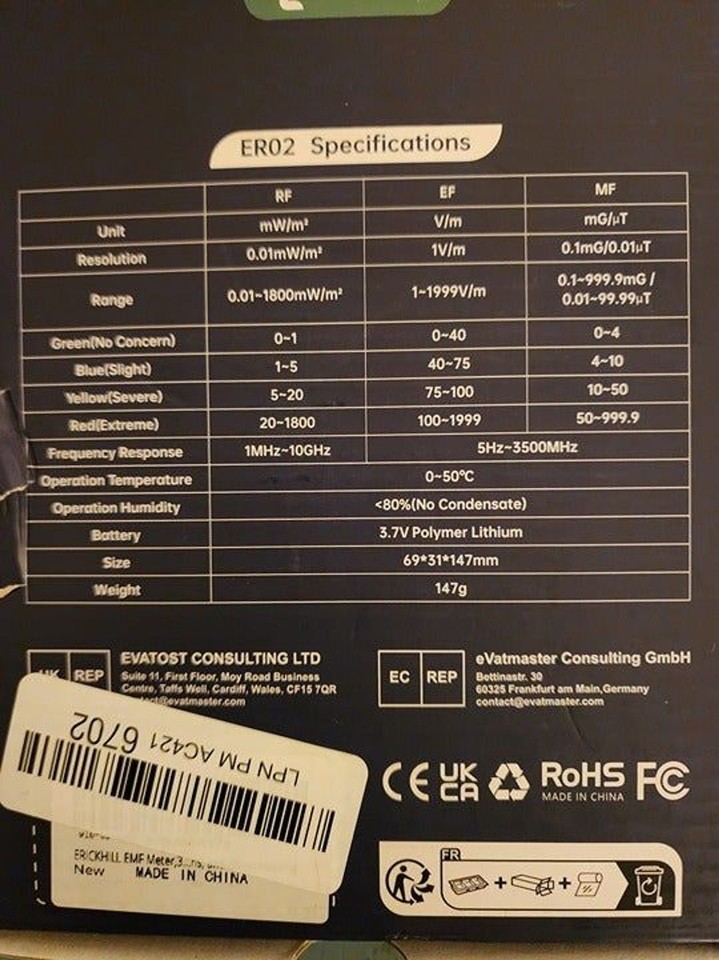 ER02 Specifications
RF EF MF
Unit mW/m² V/m mG/μT
Resolution 0.01mW/m² 1V/m 0.1mG/0.01μT
Range 0.01~1800mW/m² 1~1999V/m 0.1~999.9mG / 0.01~99.99μT
Green(No Concern) 0~1 0~40 0~4
Blue(Slight) 1~5 40~75 4~10
Yellow(Severe) 5~20 75~100 10~50
Red(Extreme) 20~1800 100~1999 50~999.9
Frequency Response 1MHz~10GHz 5Hz~3500MHz
Operation Temperature 0~50℃
Operation Humidity <80%(No Condensate)
Battery 3.7V Polymer Lithium
Size 69*31*147mm
Weight 147g
UK REP
EVATOST CONSULTING LTD
Suite 11, First Floor, Moy Road Business
Centre, Taffs Well, Cardiff, Wales, CF15 7QR
@evatmaster.com
EC REP
eVatmaster Consulting GmbH
Bettinastr. 30
60325 Frankfurt am Main,Germany
contact@evatmaster.com
LPN PM AC421 6702
ERICKHILL EMF Meter,3
New MADE IN CHINA
CE UK CA RoHS FC
MADE IN CHINA
FR